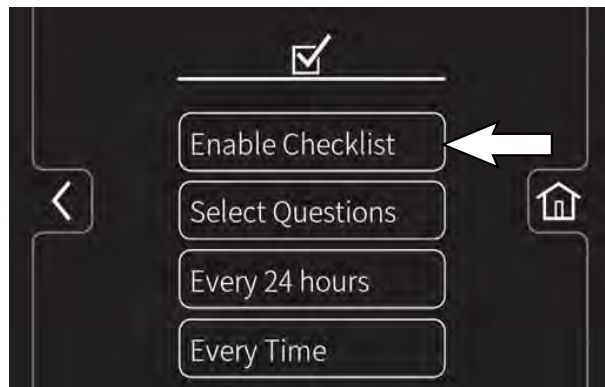 Enable Checklist
Select Questions
Every 24 hours
Every Time